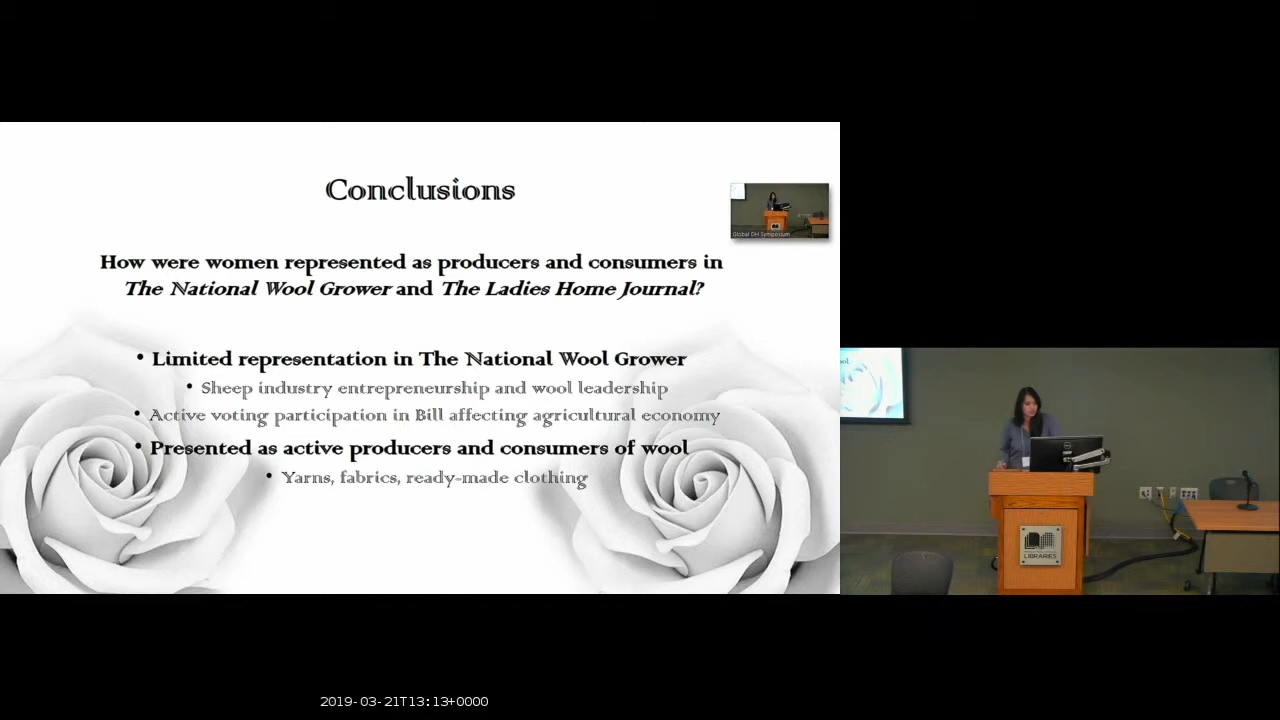 Conclusions
How were women represented as producers and consumers in
The National Wool Grower and The Ladies Home Journal?
• Limited representation in The National Wool Grower
• Sheep industry entrepreneurship and wool leadership
• Active voting participation in Bill affecting agricultural economy
• Presented as active producers and consumers of wool
• Yarns, fabrics, ready-made clothing
Global DH Symposium
LIBRARIES
2019-03-21T13:13+0000